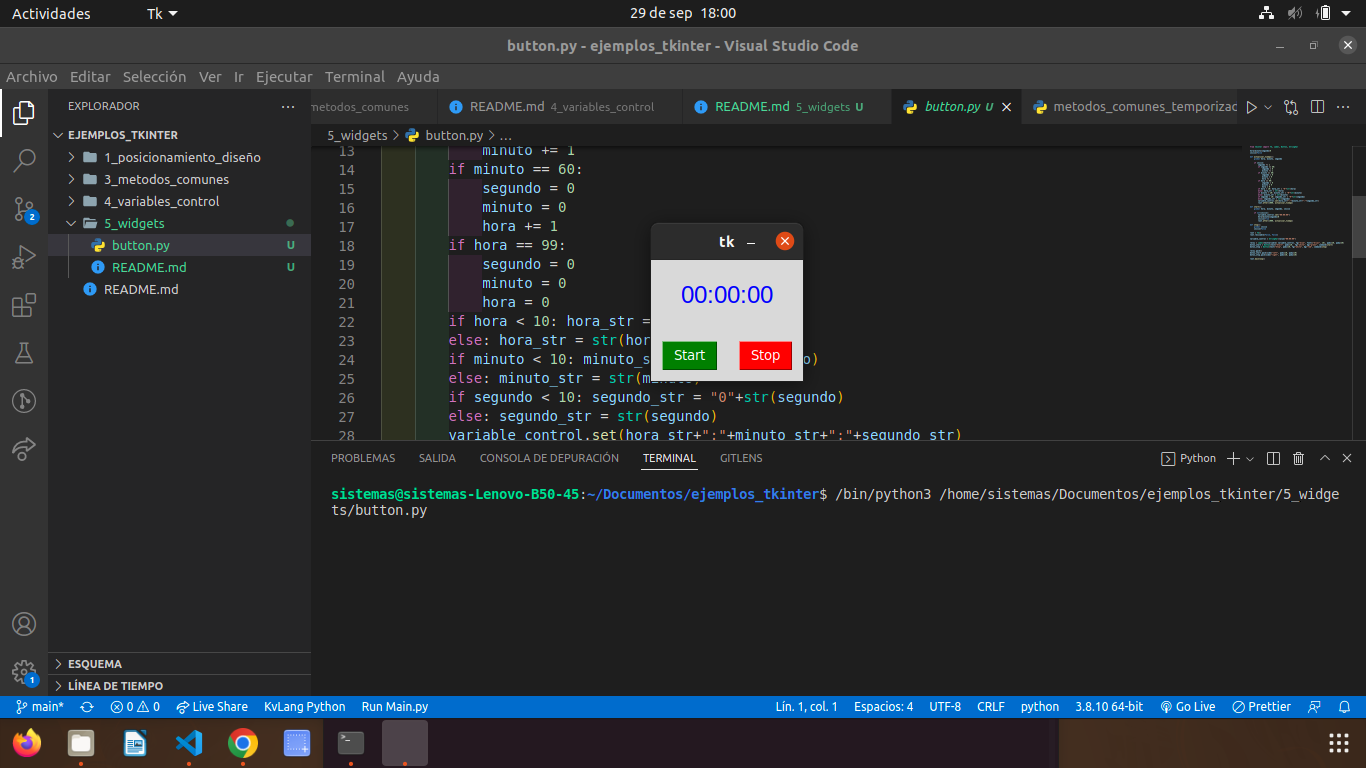 Actividades
Tk
29 de sep 18:00
button.py - ejemplos_tkinter - Visual Studio Code
Archivo Editar Selección Ver Ir Ejecutar Terminal Ayuda
EXPLORADOR
metodos_comunes
README.md 4_variables_control
README.md 5_widgets U
button.py U
metodos_comunes_temporizac
EJEMPLOS_TKINTER
1_posicionamiento_diseño
3_metodos_comunes
4_variables_control
5_widgets
button.py U
README.md U
README.md
5_widgets > button.py > ...
13 minuto += 1
14 if minuto == 60:
15 segundo = 0
16 minuto = 0
17 hora += 1
18 if hora == 99:
19 segundo = 0
20 minuto = 0
21 hora = 0
22 if hora < 10: hora_str =
23 else: hora_str = str(hor
24 if minuto < 10: minuto_s o)
25 else: minuto_str = str(minuto)
26 if segundo < 10: segundo_str = "0"+str(segundo)
27 else: segundo_str = str(segundo)
28 variable_control.set(hora_str+":"+minuto_str+":"+segundo_str)
tk
00:00:00
Start
Stop
2
PROBLEMAS SALIDA CONSOLA DE DEPURACIÓN TERMINAL GITLENS
Python
sistemas@sistemas-Lenovo-B50-45:~/Documentos/ejemplos_tkinter$ /bin/python3 /home/sistemas/Documentos/ejemplos_tkinter/5_widge
ts/button.py
ESQUEMA
LÍNEA DE TIEMPO
1
main* 0 0 Live Share KvLang Python Run Main.py
Lín. 1, col. 1 Espacios: 4 UTF-8 CRLF python 3.8.10 64-bit Go Live Prettier